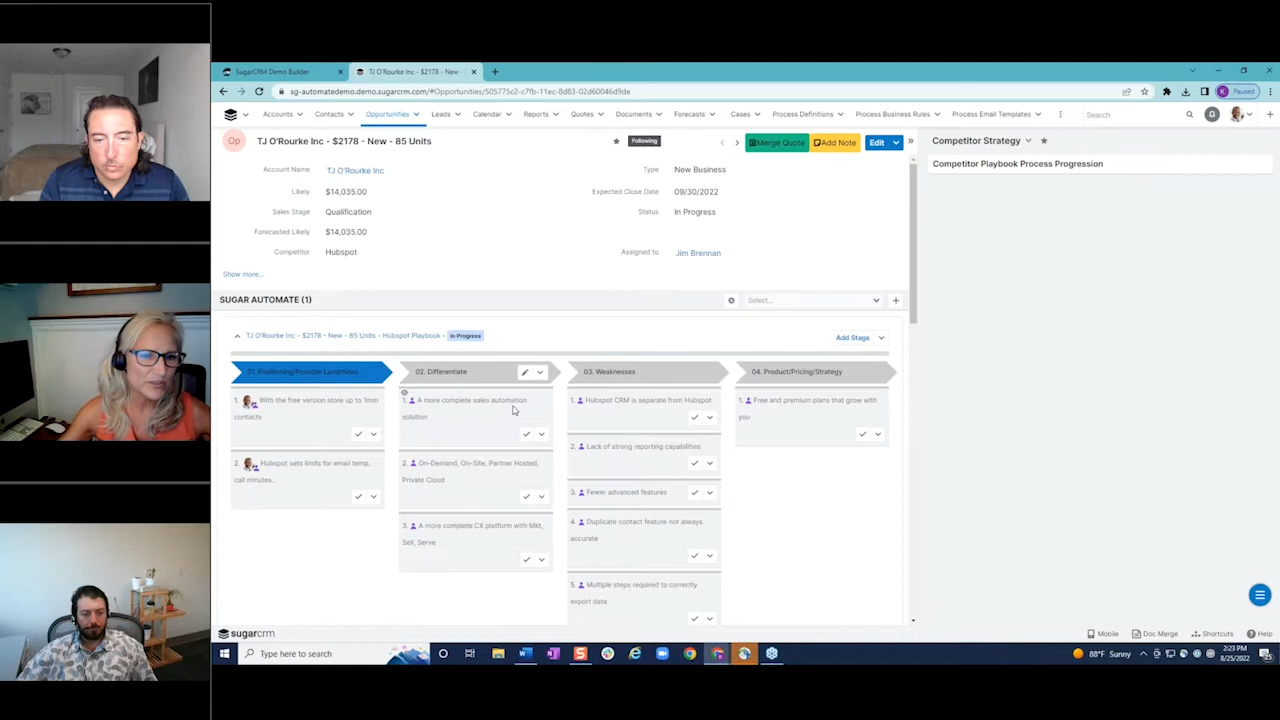 SugarCRM Demo Builder
TJ O'Rourke Inc - $2178 - New -
sg-automatedemo.demo.sugarcrm.com/#Opportunities/505775c2-c7fb-11ec-8d83-02d60046d9de
K Paused
Accounts Contacts Opportunities Leads Calendar Reports Quotes Documents Forecasts Cases Process Definitions Process Business Rules Process Email Templates Search
Op TJ O'Rourke Inc - $2178 - New - 85 Units Following Merge Quote Add Note Edit Competitor Strategy
Competitor Playbook Process Progression
Account Name TJ O'Rourke Inc Type New Business
Likely $14,035.00 Expected Close Date 09/30/2022
Sales Stage Qualification Status In Progress
Forecasted Likely $14,035.00
Competitor Hubspot Assigned to Jim Brennan
Show more...
SUGAR AUTOMATE (1) Select...
TJ O'Rourke Inc - $2178 - New - 85 Units - Hubspot Playbook - In Progress Add Stage
01. Positioning/Possible Landmines...
1. With the free version store up to 1mm
contacts
2. Hubspot sets limits for email temp,
call minutes..
02. Differentiate
1. A more complete sales automation
solution
2. On-Demand, On-Site, Partner Hosted,
Private Cloud
3. A more complete CX platform with Mkt,
Sell, Serve
03. Weaknesses
1. Hubspot CRM is separate from Hubspot
2. Lack of strong reporting capabilities
3. Fewer advanced features
4. Duplicate contact feature not always
accurate
5. Multiple steps required to correctly
export data
04. Product/Pricing/Strategy
1. Free and premium plans that grow with
you
sugarcrm Mobile Doc Merge Shortcuts Help
Type here to search 88°F Sunny 2:23 PM
8/25/2022 25